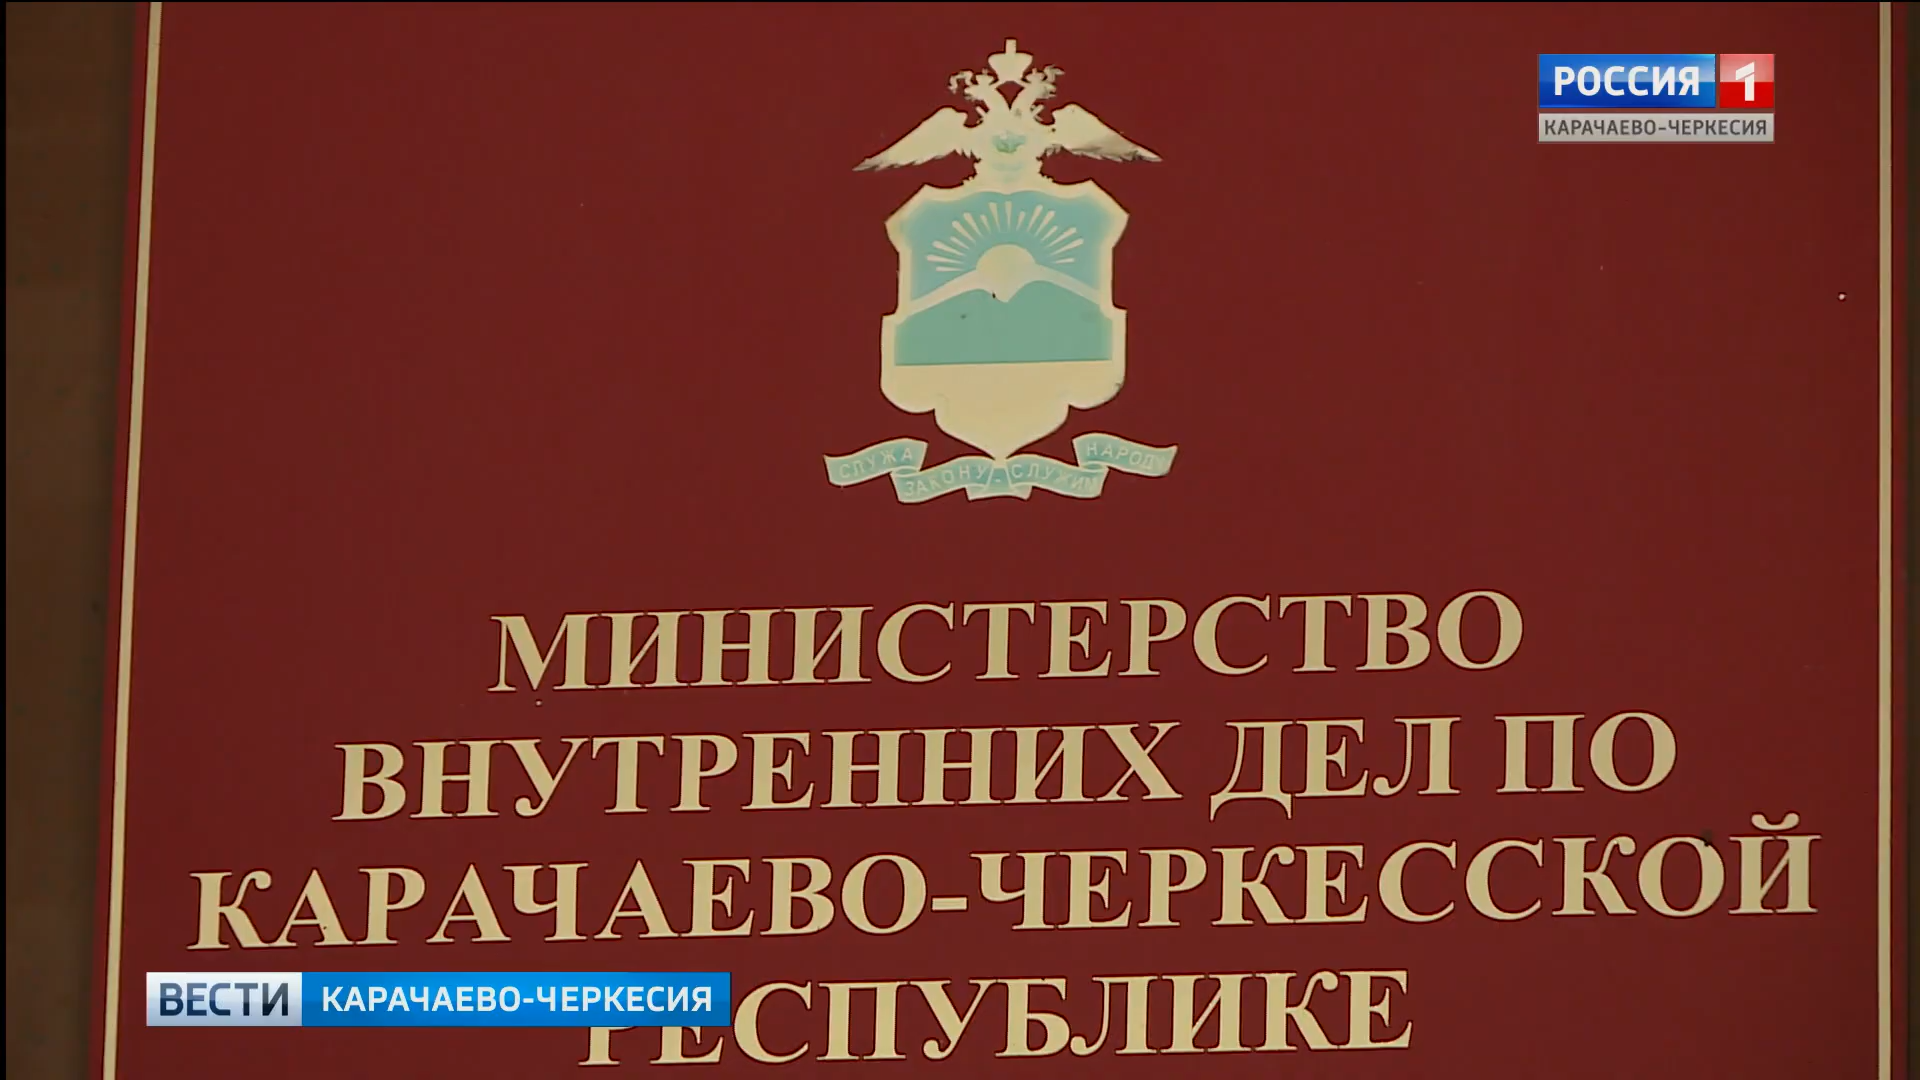 РОССИЯ 1
КАРАЧАЕВО-ЧЕРКЕСИЯ
СЛУЖА ЗАКОНУ - СЛУЖИМ НАРОДУ
МИНИСТЕРСТВО
ВНУТРЕННИХ ДЕЛ ПО
КАРАЧАЕВО-ЧЕРКЕССКОЙ
РЕСПУБЛИКЕ
ВЕСТИ КАРАЧАЕВО-ЧЕРКЕСИЯ